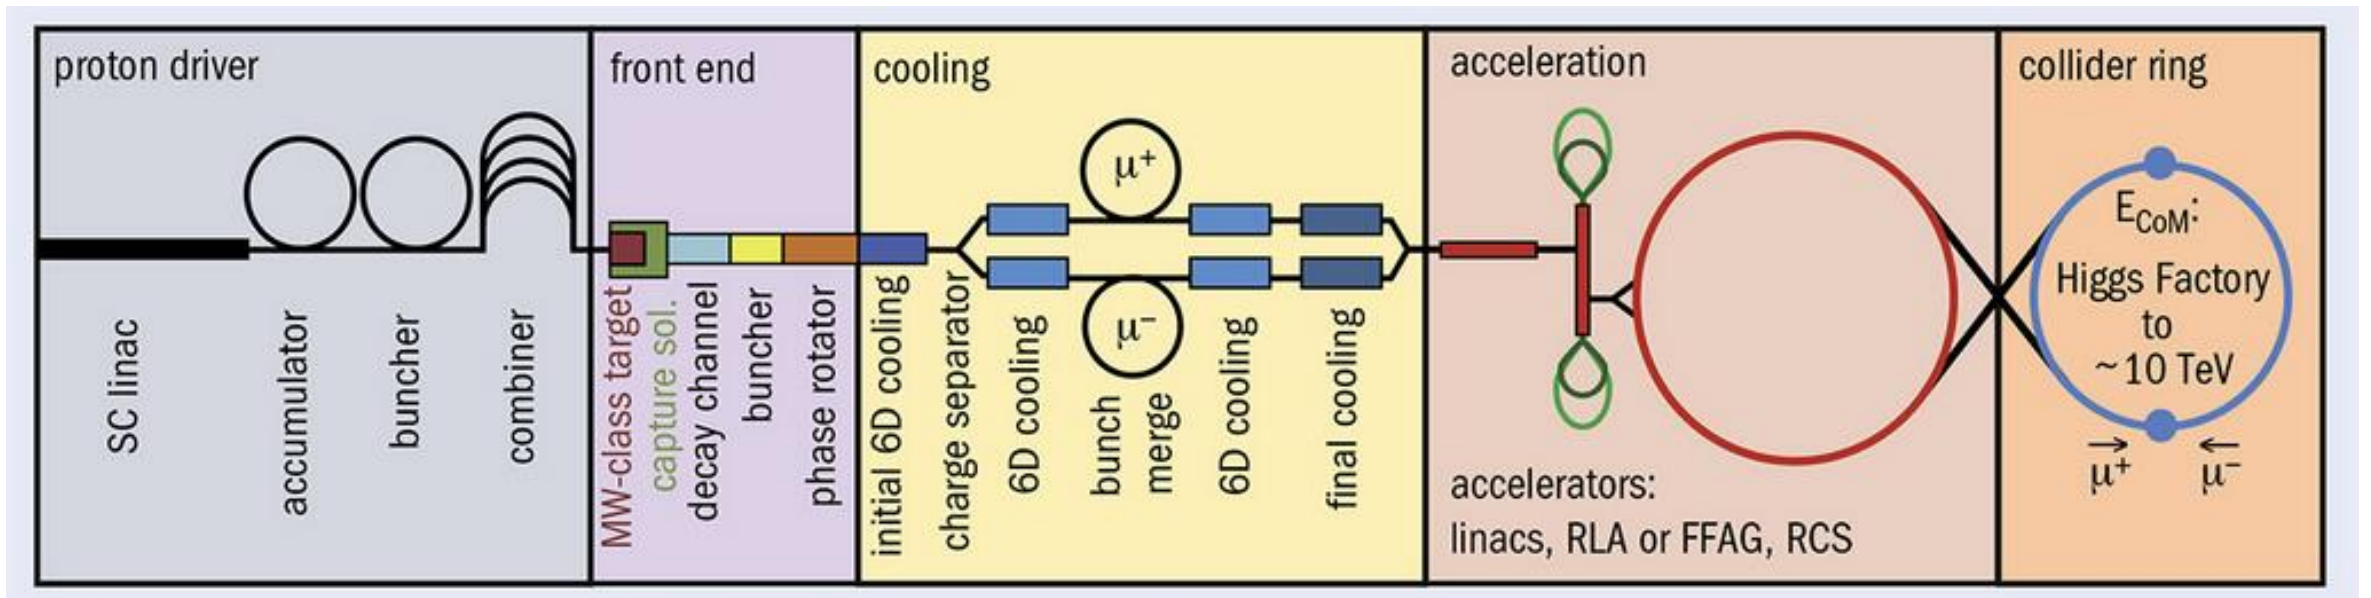 proton driver
SC linac
accumulator
buncher
combiner
front end
MW-class target
capture sol.
decay channel
buncher
phase rotator
cooling
initial 6D cooling
charge separator
6D cooling
μ⁺
μ⁻
bunch
merge
6D cooling
final cooling
acceleration
accelerators:
linacs, RLA or FFAG, RCS
collider ring
E_CoM:
Higgs Factory
to
~10 TeV
→ ←
μ⁺ μ⁻